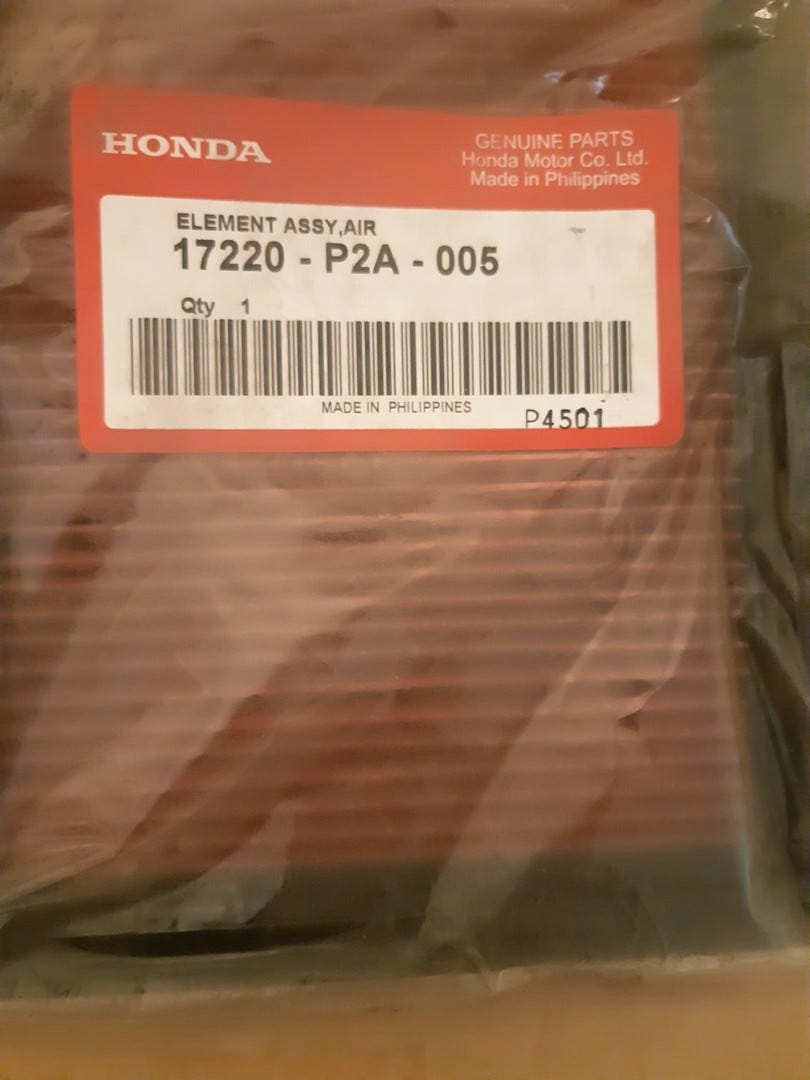 HONDA
GENUINE PARTS
Honda Motor Co. Ltd.
Made in Philippines
ELEMENT ASSY,AIR
17220 - P2A - 005
Qty 1
MADE IN PHILIPPINES
P4501